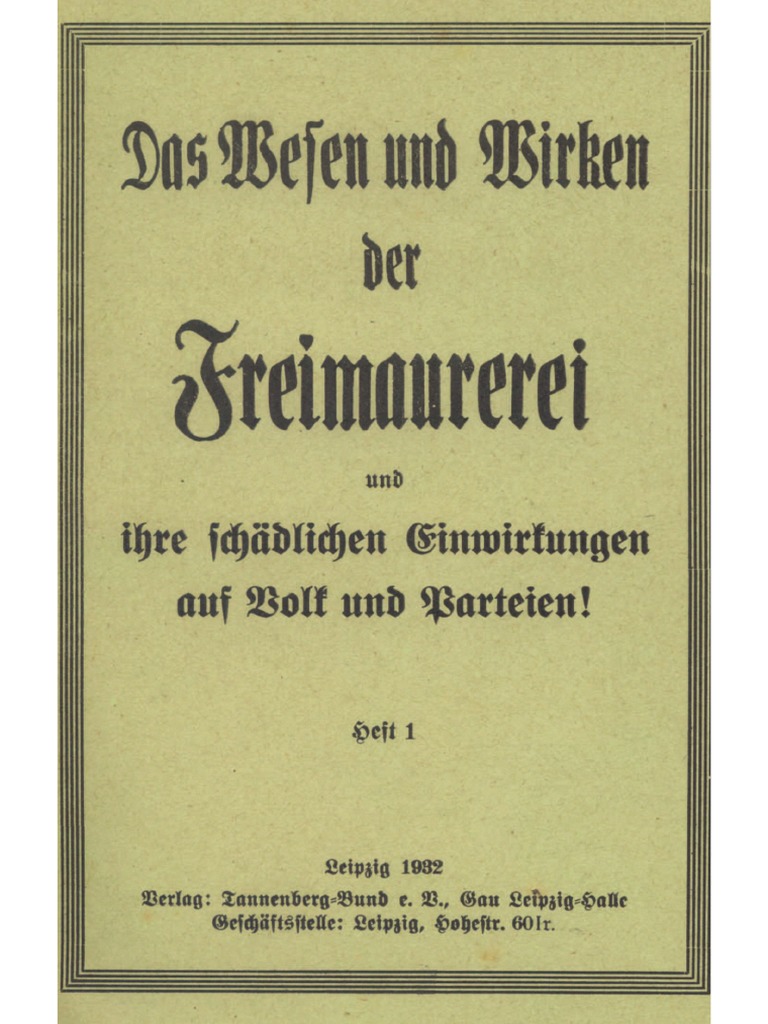 Das Wesen und Wirken
der
Freimaurerei
und
ihre schädlichen Einwirkungen
auf Volk und Parteien!
Heft 1
Leipzig 1932
Verlag: Tannenberg-Bund e. V., Gau Leipzig-Halle
Geschäftsstelle: Leipzig, Hohestr. 60 Ir.